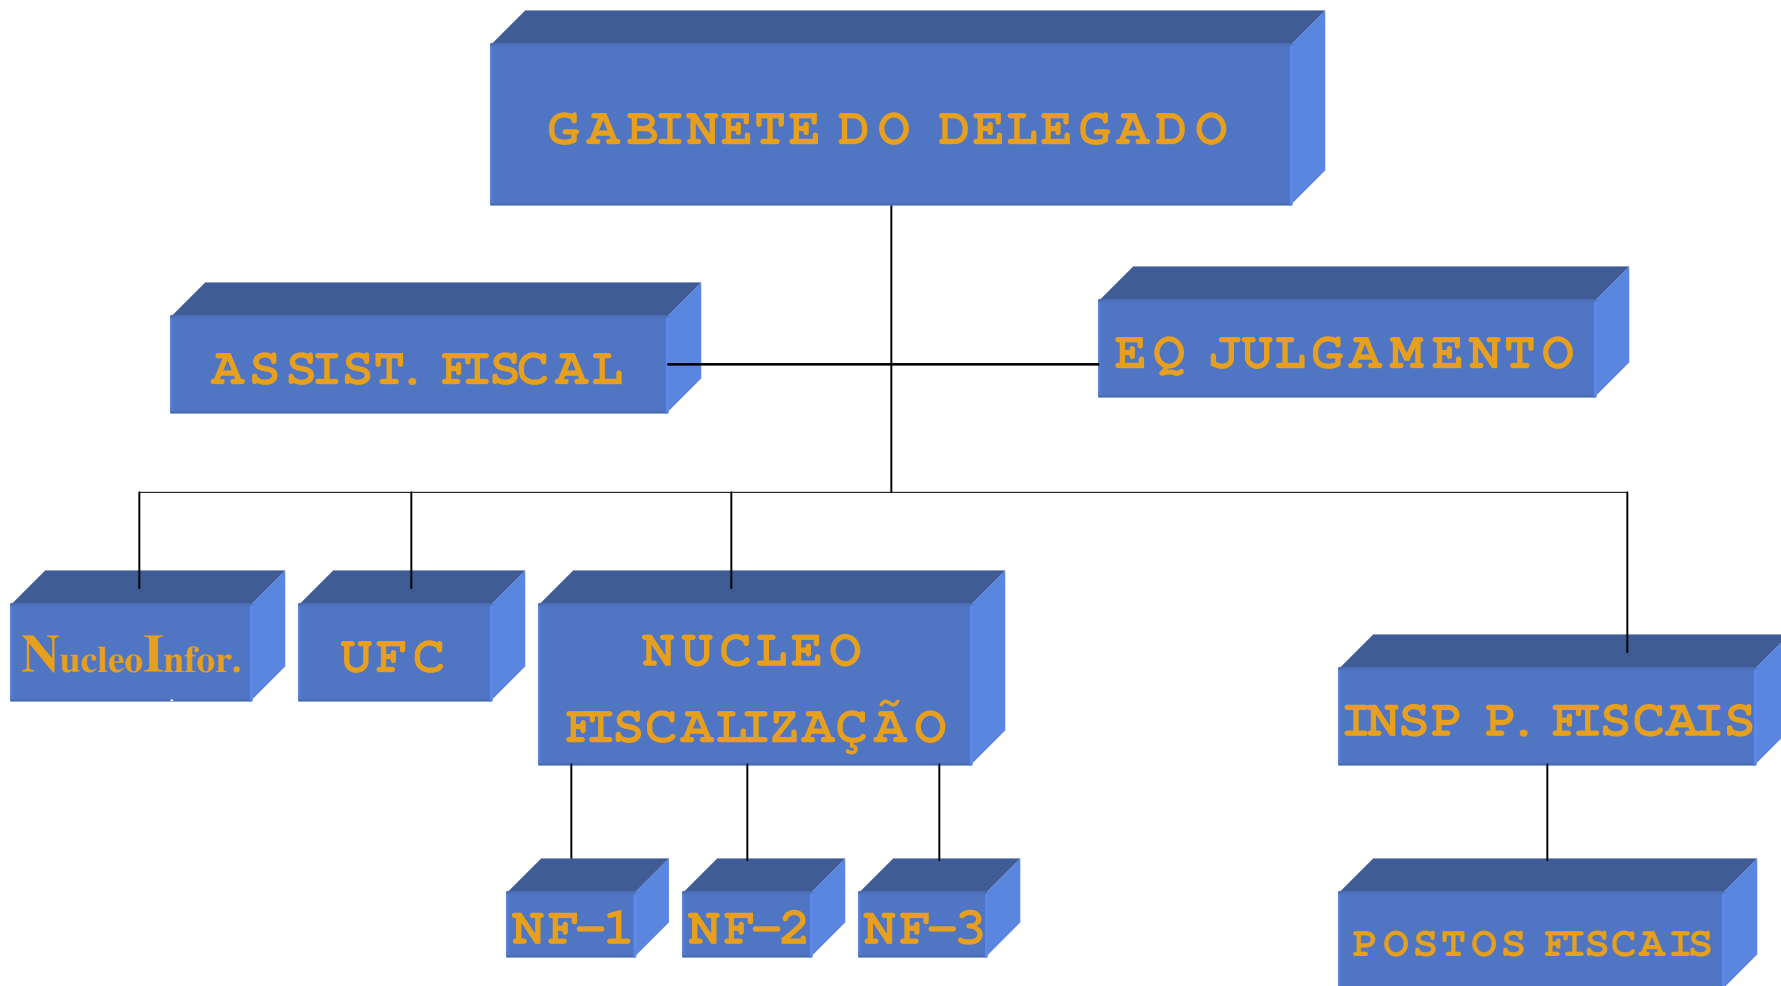 GABINETE DO DELEGADO
ASSIST. FISCAL
EQ JULGAMENTO
NucleoInfor.
UFC
NUCLEO
FISCALIZAÇÃO
INSP P. FISCAIS
NF-1
NF-2
NF-3
POSTOS FISCAIS